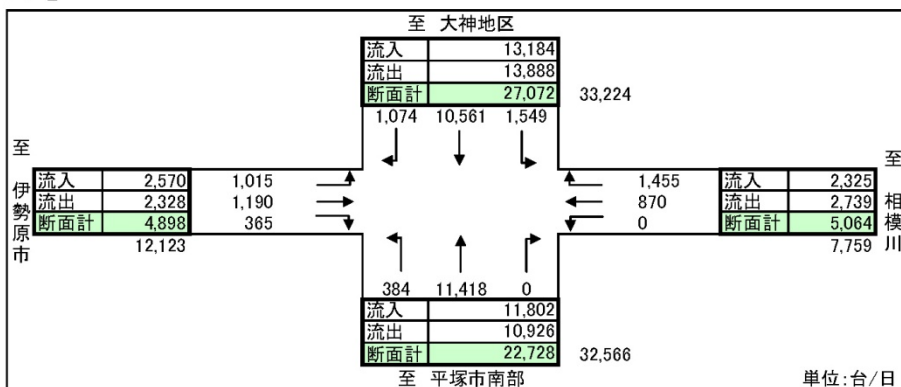 至 大神地区
流入 13,184
流出 13,888
断面計 27,072 33,224
1,074 10,561 1,549
至 伊勢原市
流入 2,570 1,015
流出 2,328 1,190
断面計 4,898 365
12,123
1,455 流入 2,325
870 流出 2,739
0 断面計 5,064
7,759
至 相模川
384 11,418 0
流入 11,802
流出 10,926
断面計 22,728 32,566
至 平塚市南部
単位:台/日